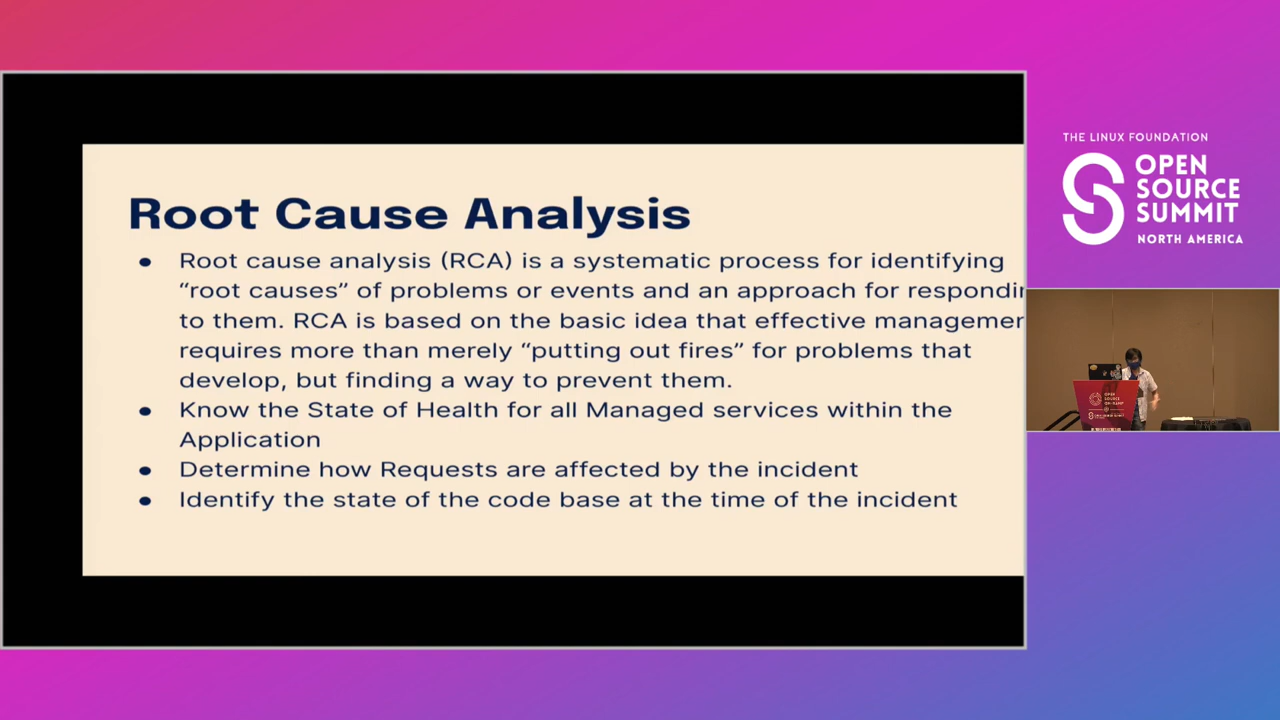 Root Cause Analysis
● Root cause analysis (RCA) is a systematic process for identifying
“root causes” of problems or events and an approach for respondin
to them. RCA is based on the basic idea that effective managemen
requires more than merely “putting out fires” for problems that
develop, but finding a way to prevent them.
● Know the State of Health for all Managed services within the
Application
● Determine how Requests are affected by the incident
● Identify the state of the code base at the time of the incident
THE LINUX FOUNDATION
OPEN
SOURCE
SUMMIT
NORTH AMERICA